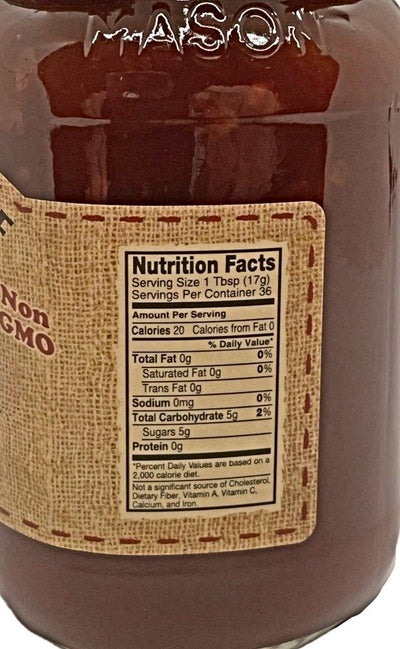 MASON
Non
GMO
Nutrition Facts
Serving Size 1 Tbsp (17g)
Servings Per Container 36
Amount Per Serving
Calories 20 Calories from Fat 0
% Daily Value*
Total Fat 0g 0%
Saturated Fat 0g 0%
Trans Fat 0g
Sodium 0mg 0%
Total Carbohydrate 5g 2%
Sugars 5g
Protein 0g
*Percent Daily Values are based on a
2,000 calorie diet.
Not a significant source of Cholesterol,
Dietary Fiber, Vitamin A, Vitamin C,
Calcium, and Iron.